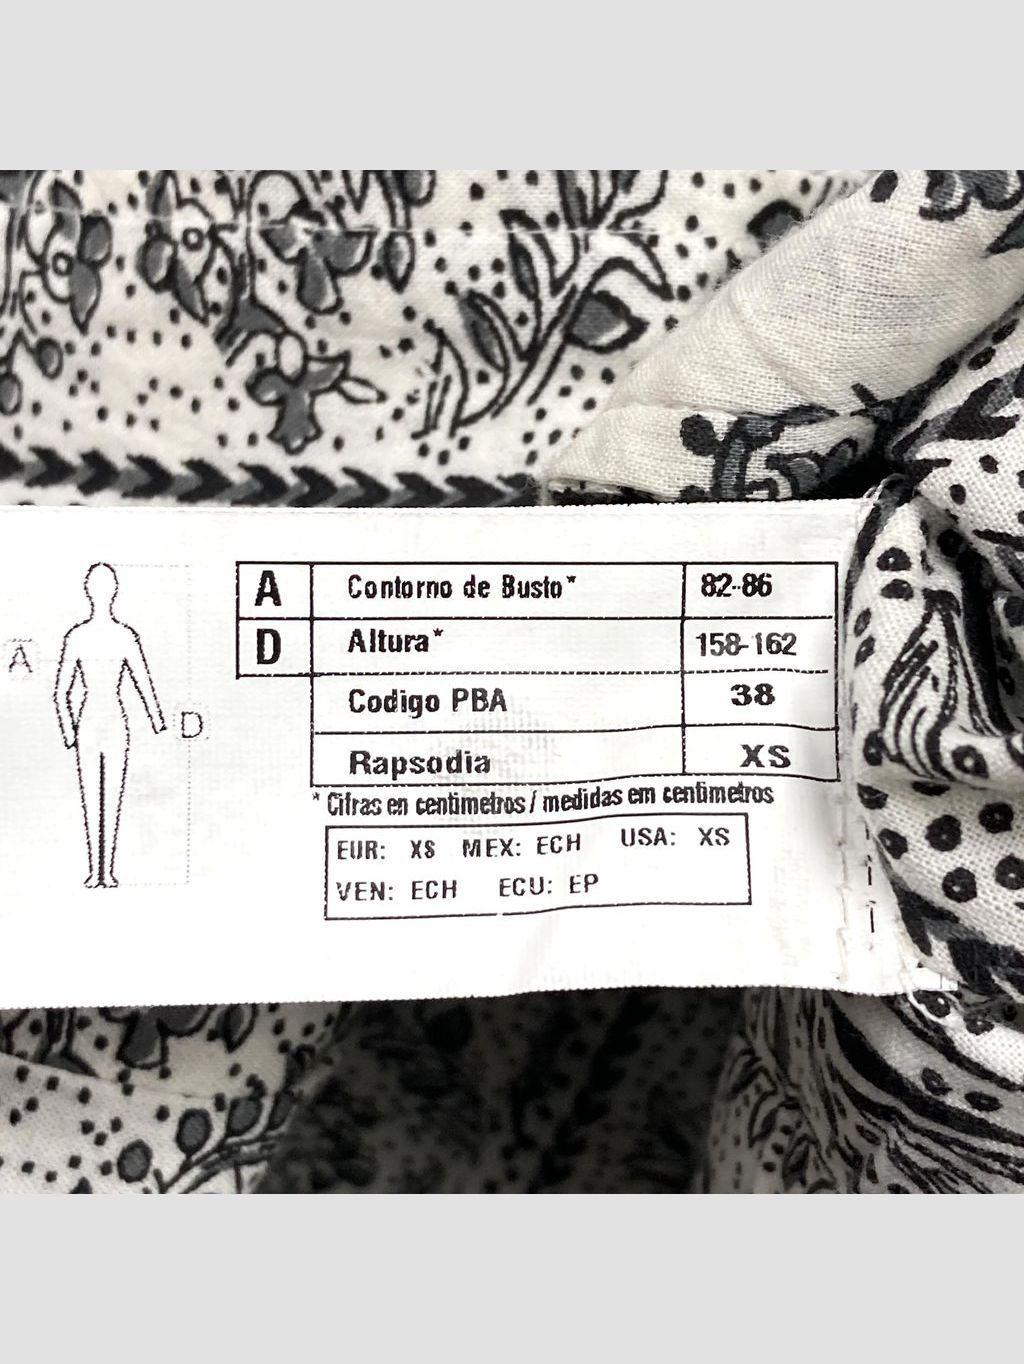 A Contorno de Busto* 82-86
D Altura* 158-162
Codigo PBA 38
Rapsodia XS
* Cifras en centimetros / medidas em centimetros
EUR: XS MEX: ECH USA: XS
VEN: ECH ECU: EP
A
D